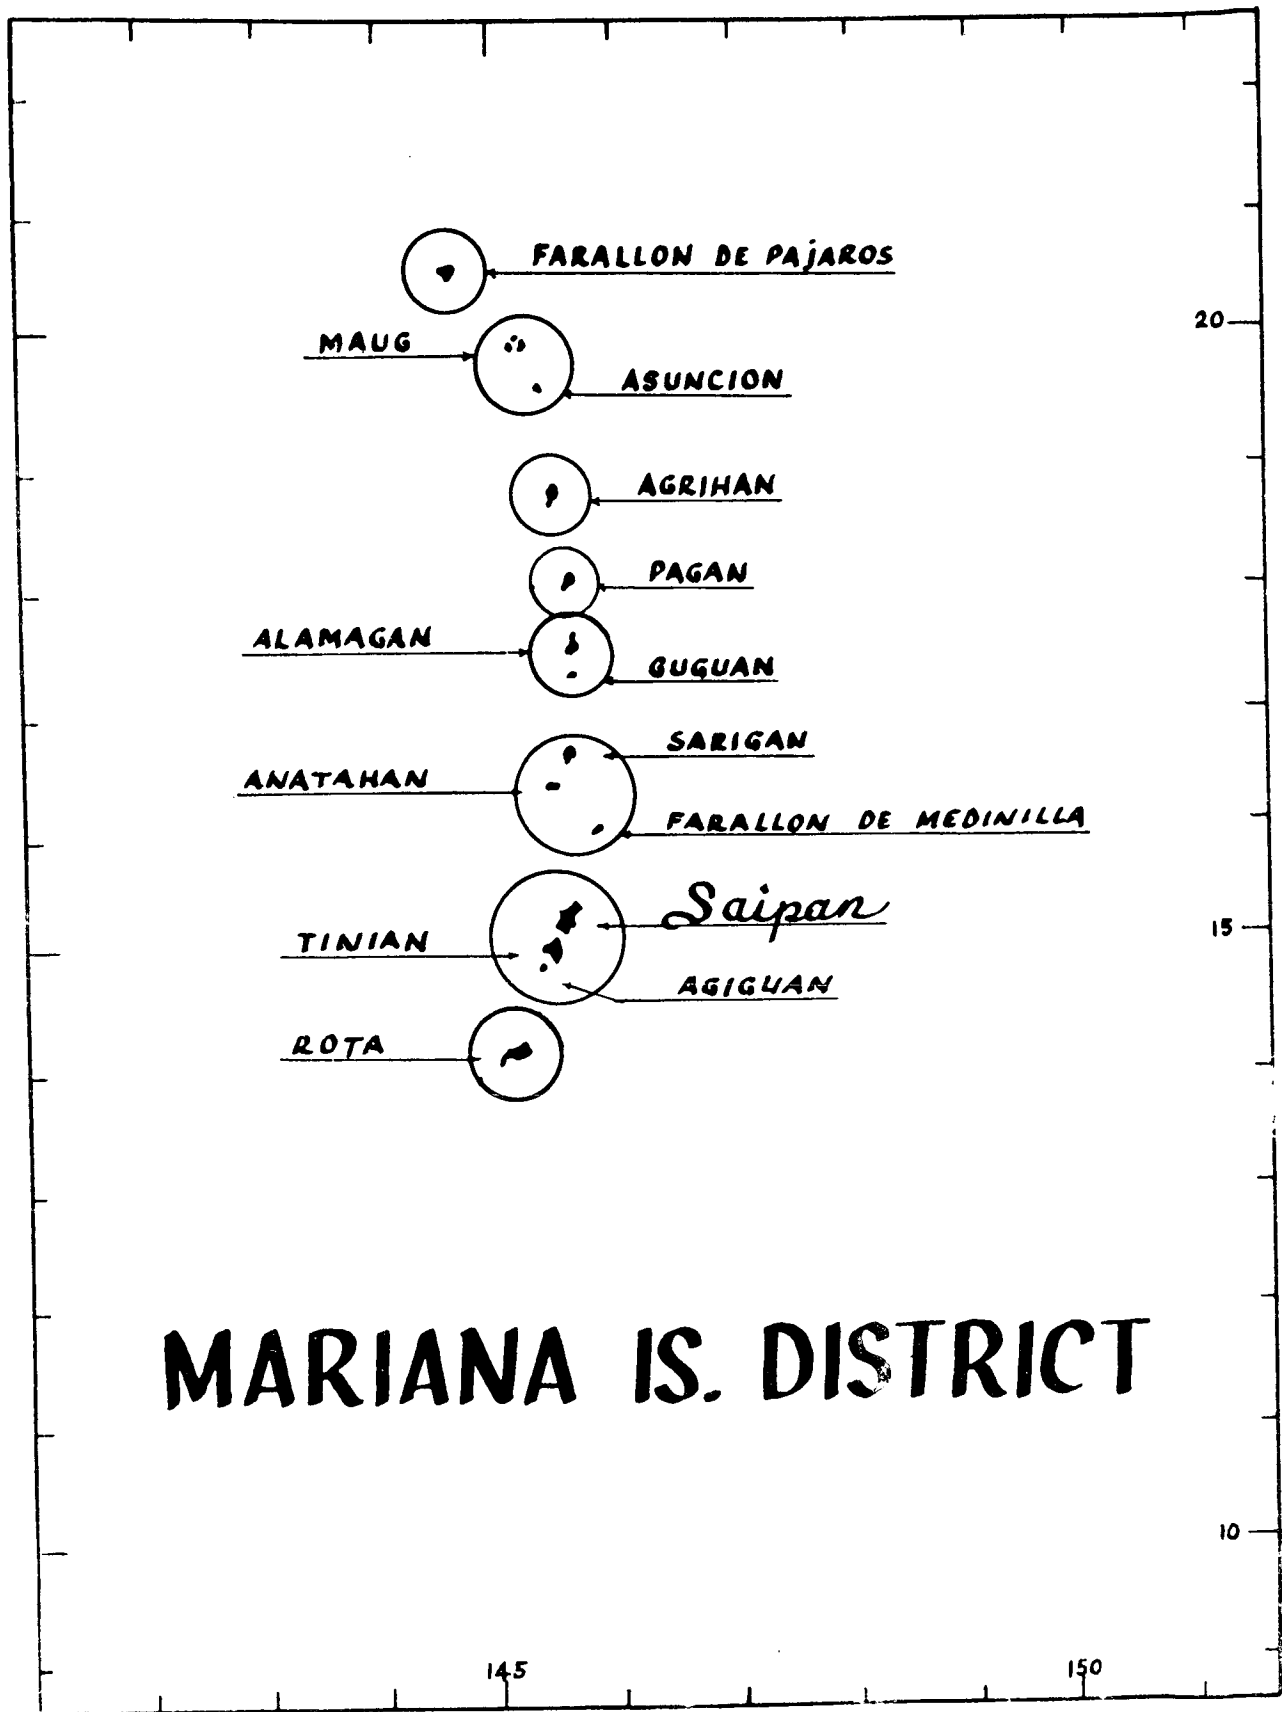 FARALLON DE PAJAROS
MAUG
20
ASUNCION
AGRIHAN
PAGAN
ALAMAGAN
GUGUAN
SARIGAN
ANATAHAN
FARALLON DE MEDINILLA
Saipan
15
TINIAN
AGIGUAN
ROTA
MARIANA IS. DISTRICT
10
145
150